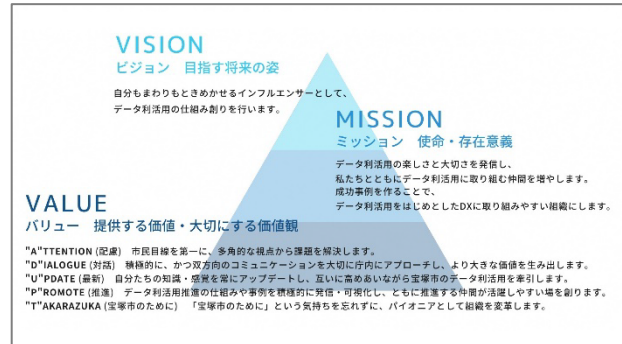 VISION
ビジョン　目指す将来の姿
自分もまわりもときめかせるインフルエンサーとして、
データ利活用の仕組み創りを行います。
MISSION
ミッション　使命・存在意義
データ利活用の楽しさと大切さを発信し、
私たちとともにデータ利活用に取り組む仲間を増やします。
成功事例を作ることで、
データ利活用をはじめとしたDXに取り組みやすい組織にします。
VALUE
バリュー　提供する価値・大切にする価値観
"A"TTENTION (配慮)　市民目線を第一に、多角的な視点から課題を解決します。
"D"IALOGUE (対話)　積極的に、かつ双方向のコミュニケーションを大切に庁内にアプローチし、より大きな価値を生み出します。
"U"PDATE (最新)　自分たちの知識・感覚を常にアップデートし、互いに高めあいながら宝塚市のデータ利活用を牽引します。
"P"ROMOTE (推進)　データ利活用推進の仕組みや事例を積極的に発信・可視化し、ともに推進する仲間が活躍しやすい場を創ります。
"T"AKARAZUKA (宝塚市のために)　「宝塚市のために」という気持ちを忘れずに、パイオニアとして組織を変革します。